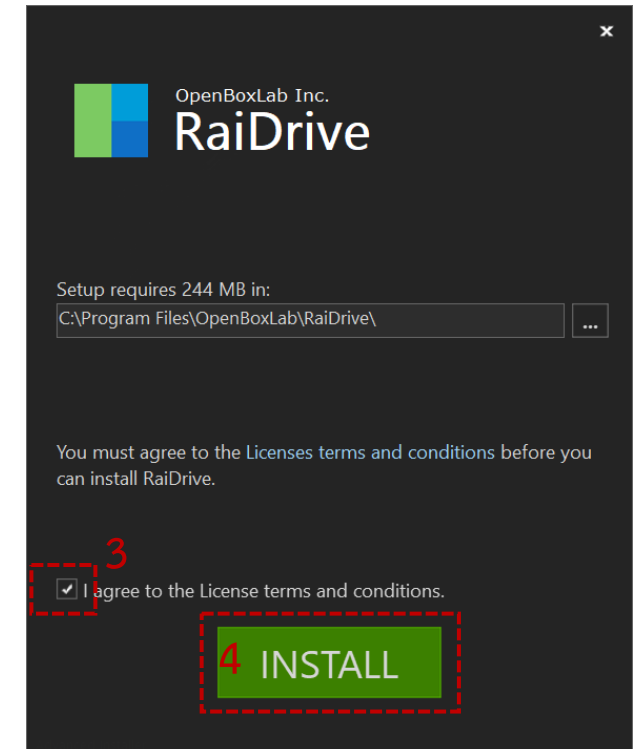 OpenBoxLab Inc.
RaiDrive
Setup requires 244 MB in:
C:\Program Files\OpenBoxLab\RaiDrive\
...
You must agree to the Licenses terms and conditions before you
can install RaiDrive.
3
I agree to the License terms and conditions.
4 INSTALL